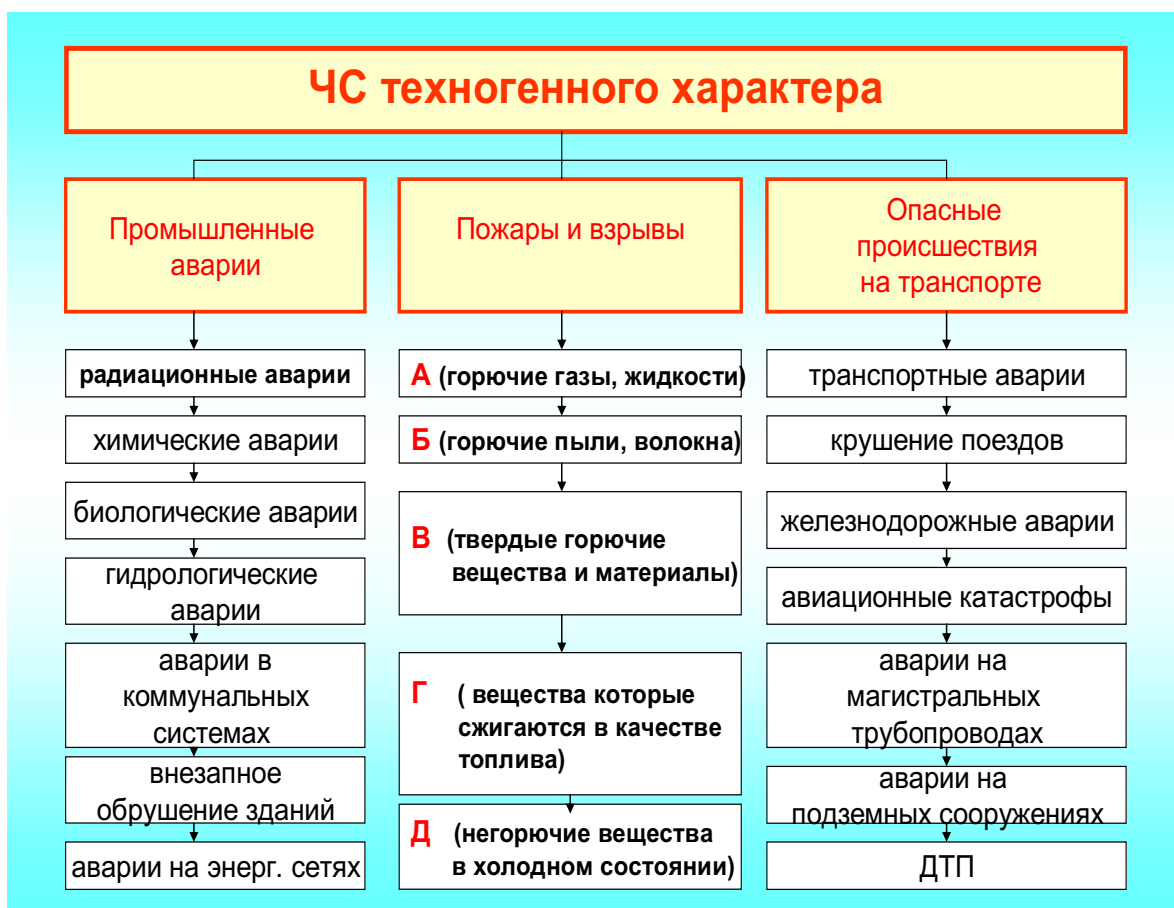 ЧС техногенного характера
Промышленные
аварии
Пожары и взрывы
Опасные
происшествия
на транспорте
радиационные аварии
химические аварии
биологические аварии
гидрологические
аварии
аварии в
коммунальных
системах
внезапное
обрушение зданий
аварии на энерг. сетях
А (горючие газы, жидкости)
Б (горючие пыли, волокна)
В (твердые горючие
вещества и материалы)
Г ( вещества которые
сжигаются в качестве
топлива)
Д (негорючие вещества
в холодном состоянии)
транспортные аварии
крушение поездов
железнодорожные аварии
авиационные катастрофы
аварии на
магистральных
трубопроводах
аварии на
подземных сооружениях
ДТП